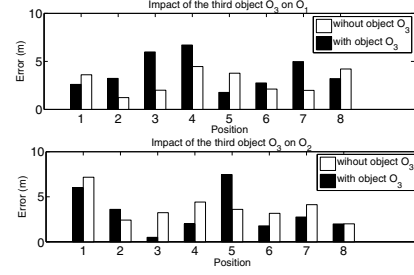 Impact of the third object O3 on O1
10
5
0
Error (m)
without object O3
with object O3
1 2 3 4 5 6 7 8
Position
Impact of the third object O3 on O2
10
5
0
Error (m)
without object O3
with object O3
1 2 3 4 5 6 7 8
Position